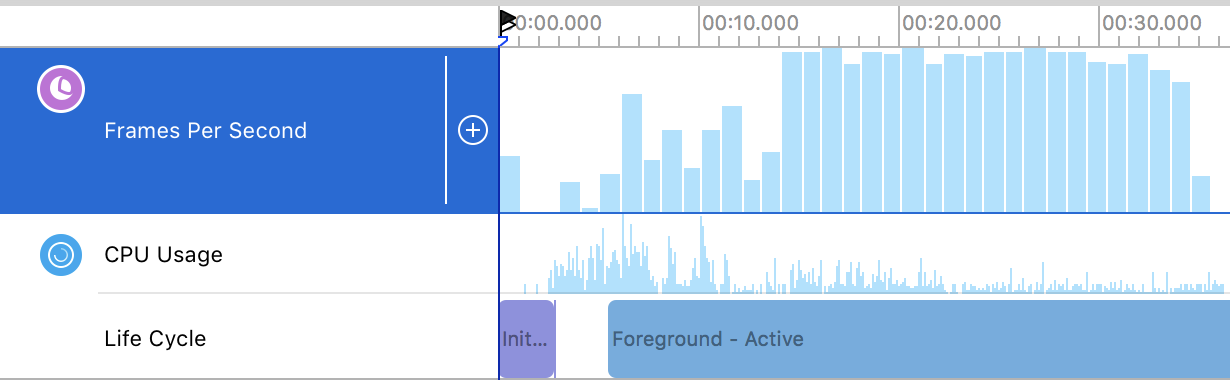 0:00.000 00:10.000 00:20.000 00:30.000
Frames Per Second
CPU Usage
Life Cycle Init... Foreground - Active